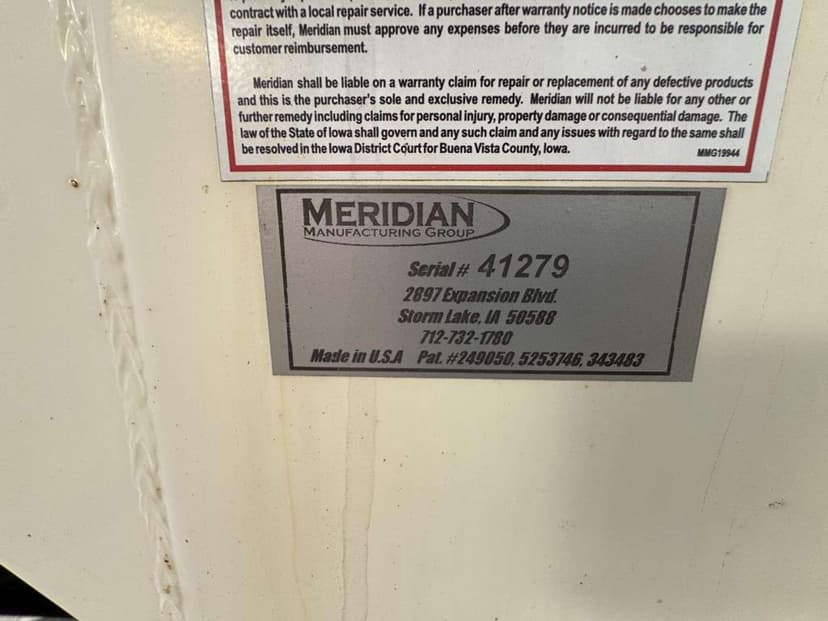 contract with a local repair service. If a purchaser after warranty notice is made chooses to make the
repair itself, Meridian must approve any expenses before they are incurred to be responsible for
customer reimbursement.
Meridian shall be liable on a warranty claim for repair or replacement of any defective products
and this is the purchaser's sole and exclusive remedy. Meridian will not be liable for any other or
further remedy including claims for personal injury, property damage or consequential damage. The
law of the State of Iowa shall govern and any such claim and any issues with regard to the same shall
be resolved in the Iowa District Court for Buena Vista County, Iowa.
MMG19944
MERIDIAN
MANUFACTURING GROUP
Serial # 41279
2897 Expansion Blvd.
Storm Lake, IA 50588
712-732-1780
Made in U.S.A Pat. #249050, 5253746, 343483